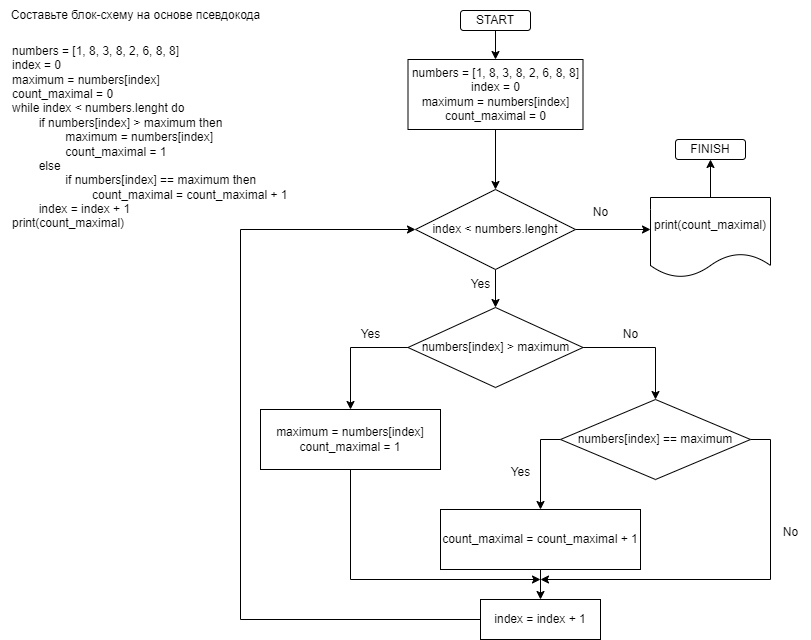 Составьте блок-схему на основе псевдокода
numbers = [1, 8, 3, 8, 2, 6, 8, 8]
index = 0
maximum = numbers[index]
count_maximal = 0
while index < numbers.lenght do
if numbers[index] > maximum then
maximum = numbers[index]
count_maximal = 1
else
if numbers[index] == maximum then
count_maximal = count_maximal + 1
index = index + 1
print(count_maximal)
START
numbers = [1, 8, 3, 8, 2, 6, 8, 8]
index = 0
maximum = numbers[index]
count_maximal = 0
index < numbers.lenght
No
print(count_maximal)
FINISH
Yes
numbers[index] > maximum
Yes
No
maximum = numbers[index]
count_maximal = 1
numbers[index] == maximum
Yes
No
count_maximal = count_maximal + 1
index = index + 1